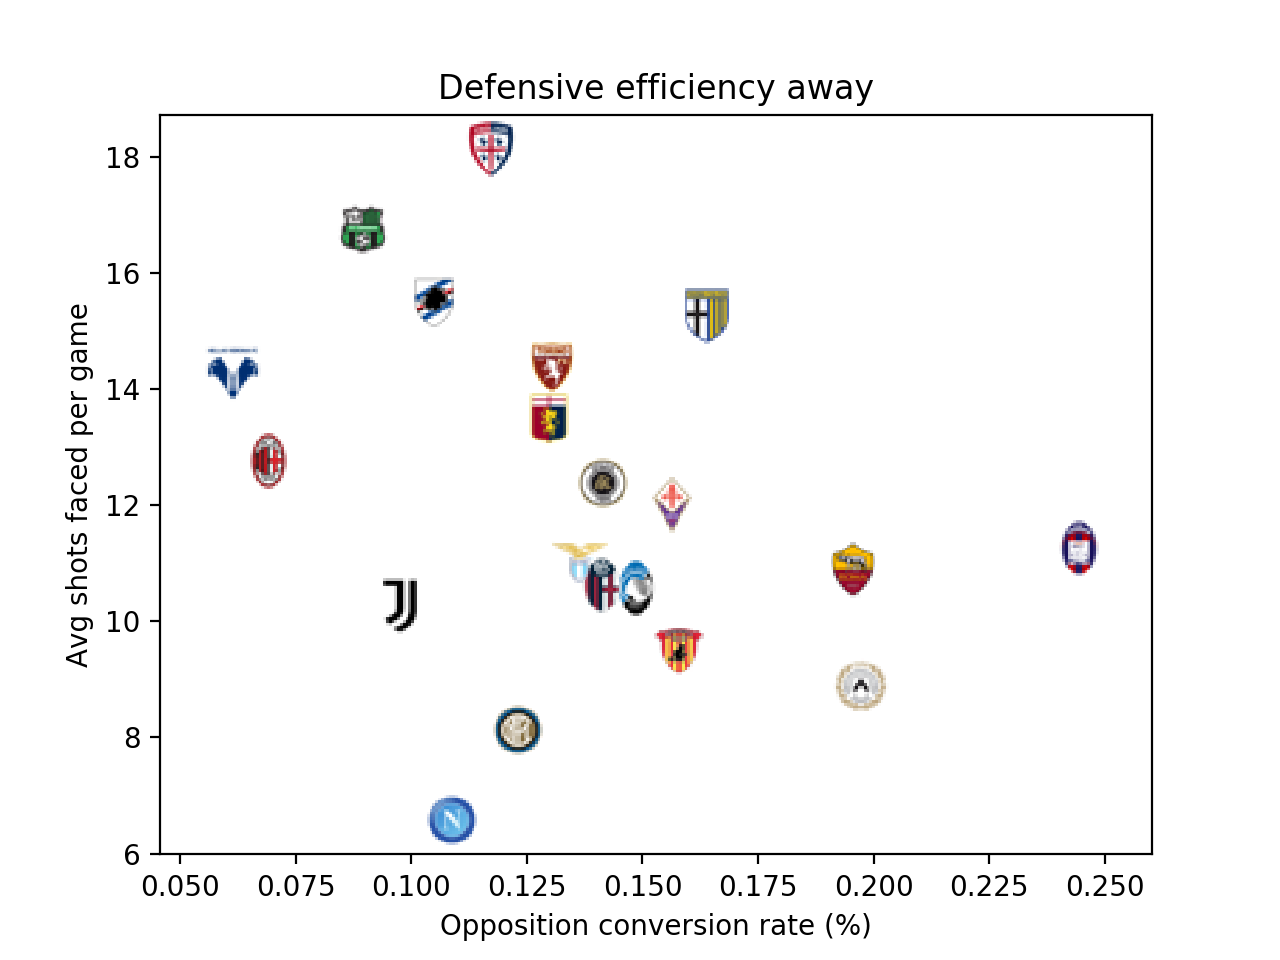 Defensive efficiency away
Avg shots faced per game
18
16
14
12
10
8
6
0.050 0.075 0.100 0.125 0.150 0.175 0.200 0.225 0.250
Opposition conversion rate (%)
TORINO
N